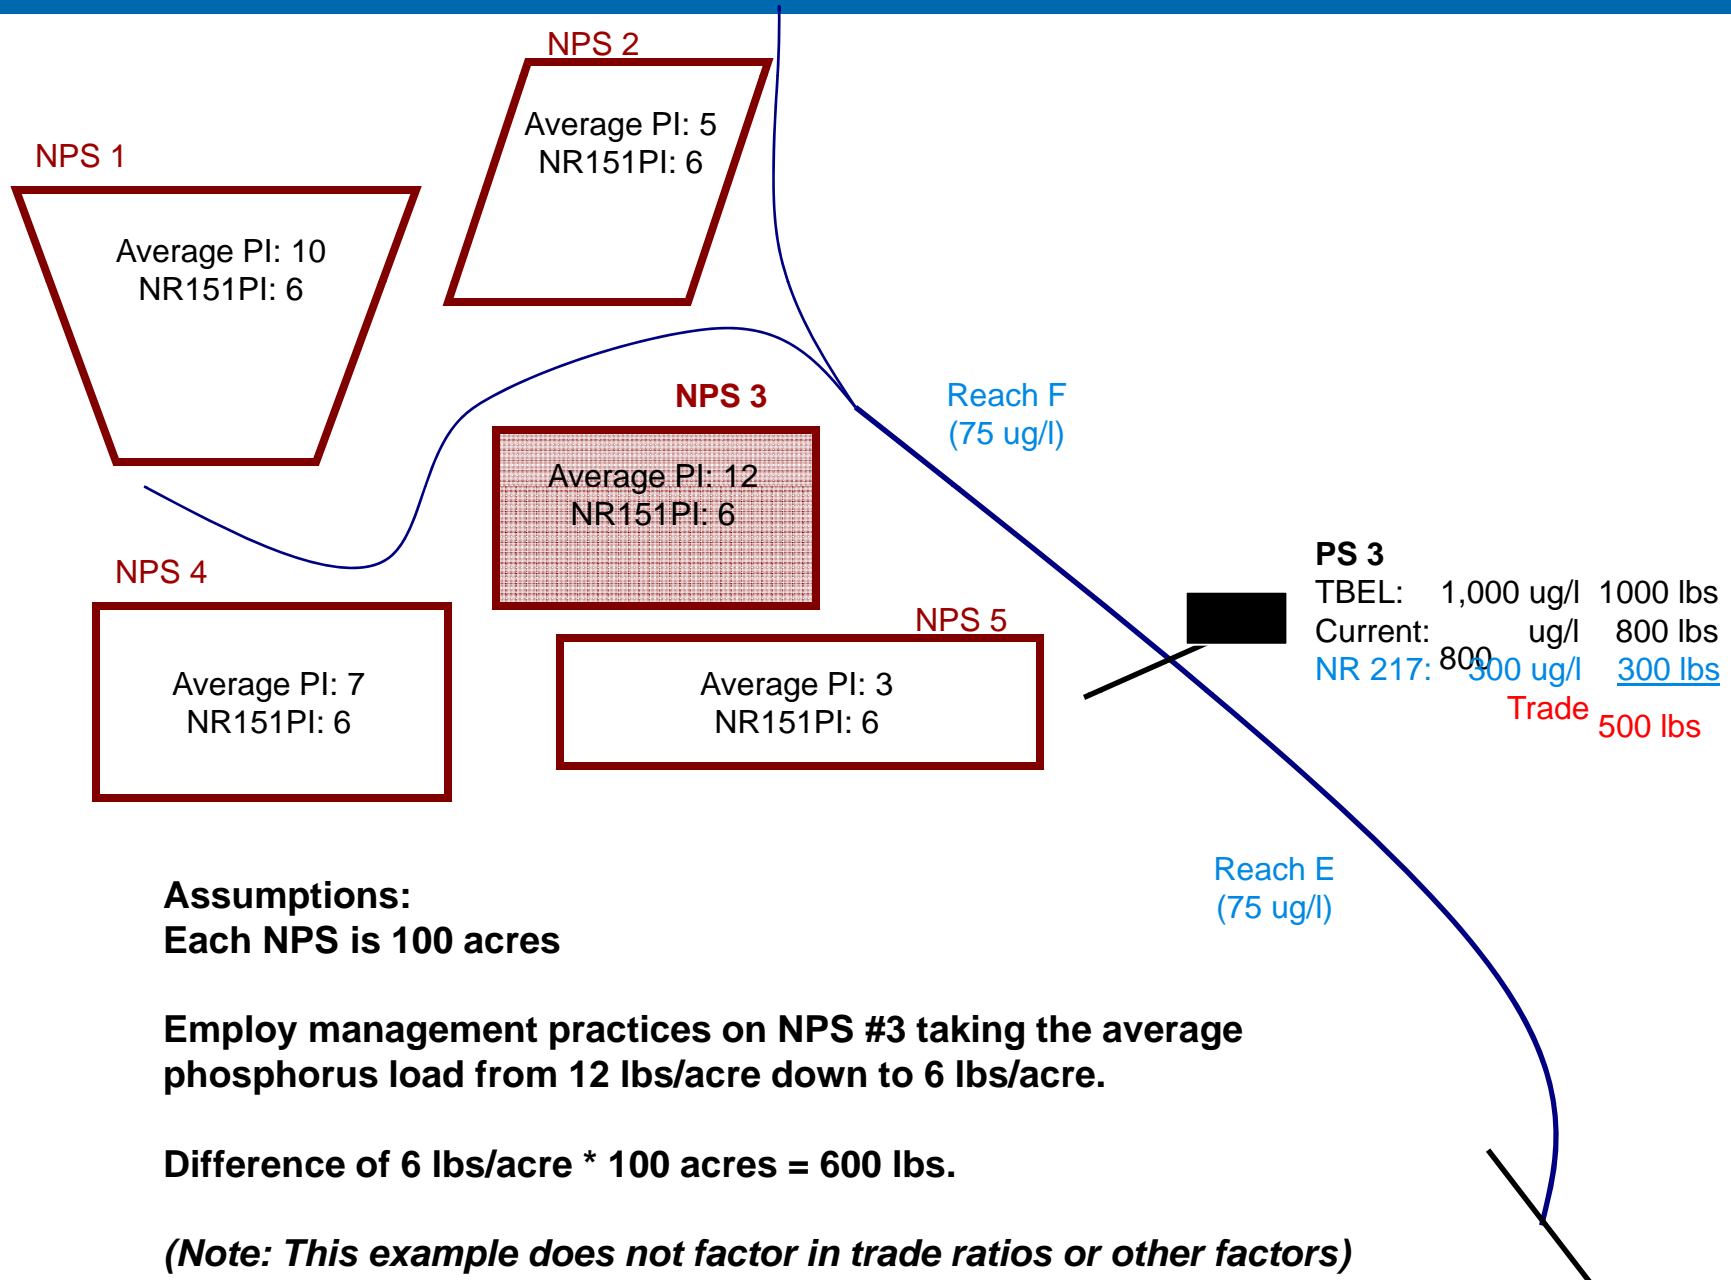 NPS 2
Average PI: 5
NR151PI: 6
NPS 1
Average PI: 10
NR151PI: 6
NPS 3
Average PI: 12
NR151PI: 6
Reach F
(75 ug/l)
NPS 4
Average PI: 7
NR151PI: 6
NPS 5
Average PI: 3
NR151PI: 6
PS 3
TBEL: 1,000 ug/l 1000 lbs
Current: 800 ug/l 800 lbs
NR 217: 300 ug/l 300 lbs
Trade 500 lbs
Reach E
(75 ug/l)
Assumptions:
Each NPS is 100 acres
Employ management practices on NPS #3 taking the average
phosphorus load from 12 lbs/acre down to 6 lbs/acre.
Difference of 6 lbs/acre * 100 acres = 600 lbs.
(Note: This example does not factor in trade ratios or other factors)